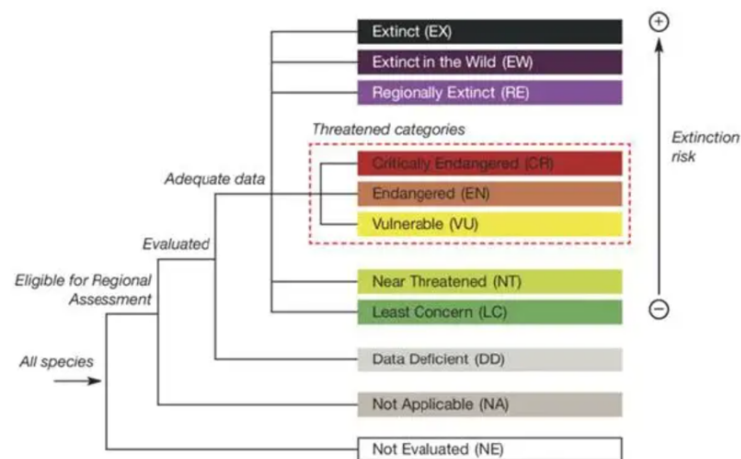 Extinct (EX)
Extinct in the Wild (EW)
Regionally Extinct (RE)
Threatened categories
Critically Endangered (CR)
Endangered (EN)
Vulnerable (VU)
Near Threatened (NT)
Least Concern (LC)
Data Deficient (DD)
Not Applicable (NA)
Not Evaluated (NE)
Adequate data
Evaluated
Eligible for Regional
Assessment
All species
+
Extinction
risk
−